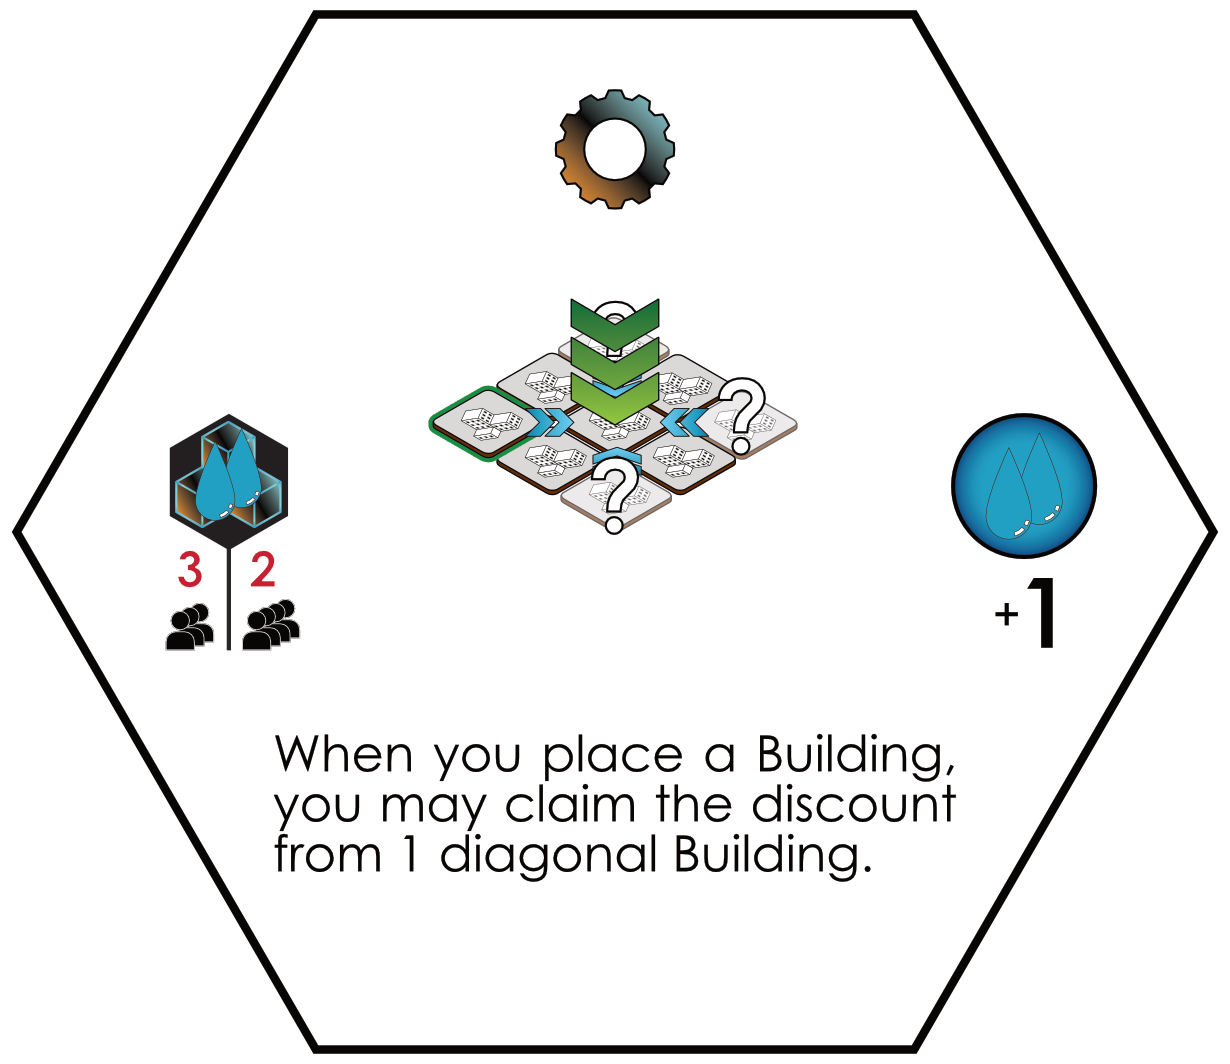 ?
?
?
3 2
+1
When you place a Building,
you may claim the discount
from 1 diagonal Building.